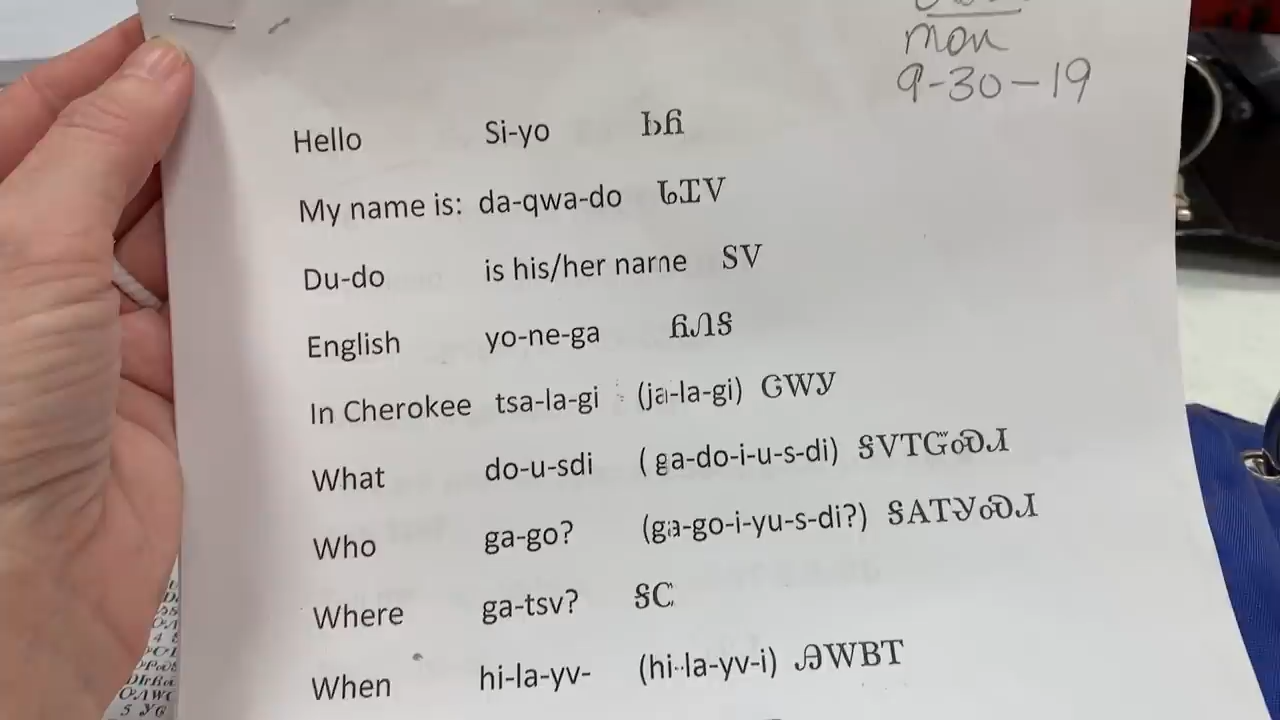 mon
9-30-19
Hello Si-yo ᏏᏲ
My name is: da-qwa-do ᏓᏆᏙ
Du-do is his/her name ᏚᏙ
English yo-ne-ga ᏲᏁᎦ
In Cherokee tsa-la-gi (ja-la-gi) ᏣᎳᎩ
What do-u-sdi (ga-do-i-u-s-di) ᎦᏙᎢᏳᏍᏗ
Who ga-go? (ga-go-i-yu-s-di?) ᎦᎪᎢᎩᏍᏗ
Where ga-tsv? ᎦᏨ
When hi-la-yv- (hi-la-yv-i) ᎯᎳᏴᎢ